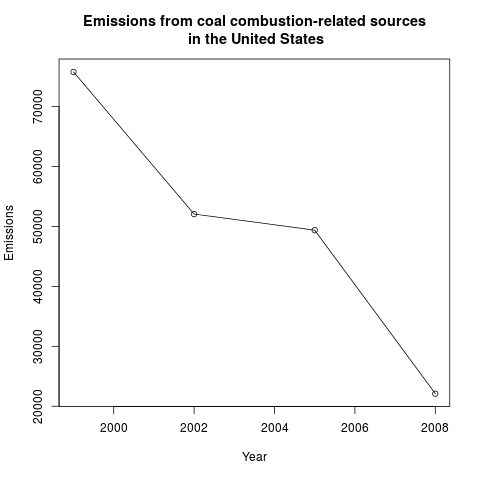 Emissions from coal combustion-related sources
in the United States
70000
60000
50000
40000
30000
20000
Emissions
2000 2002 2004 2006 2008
Year